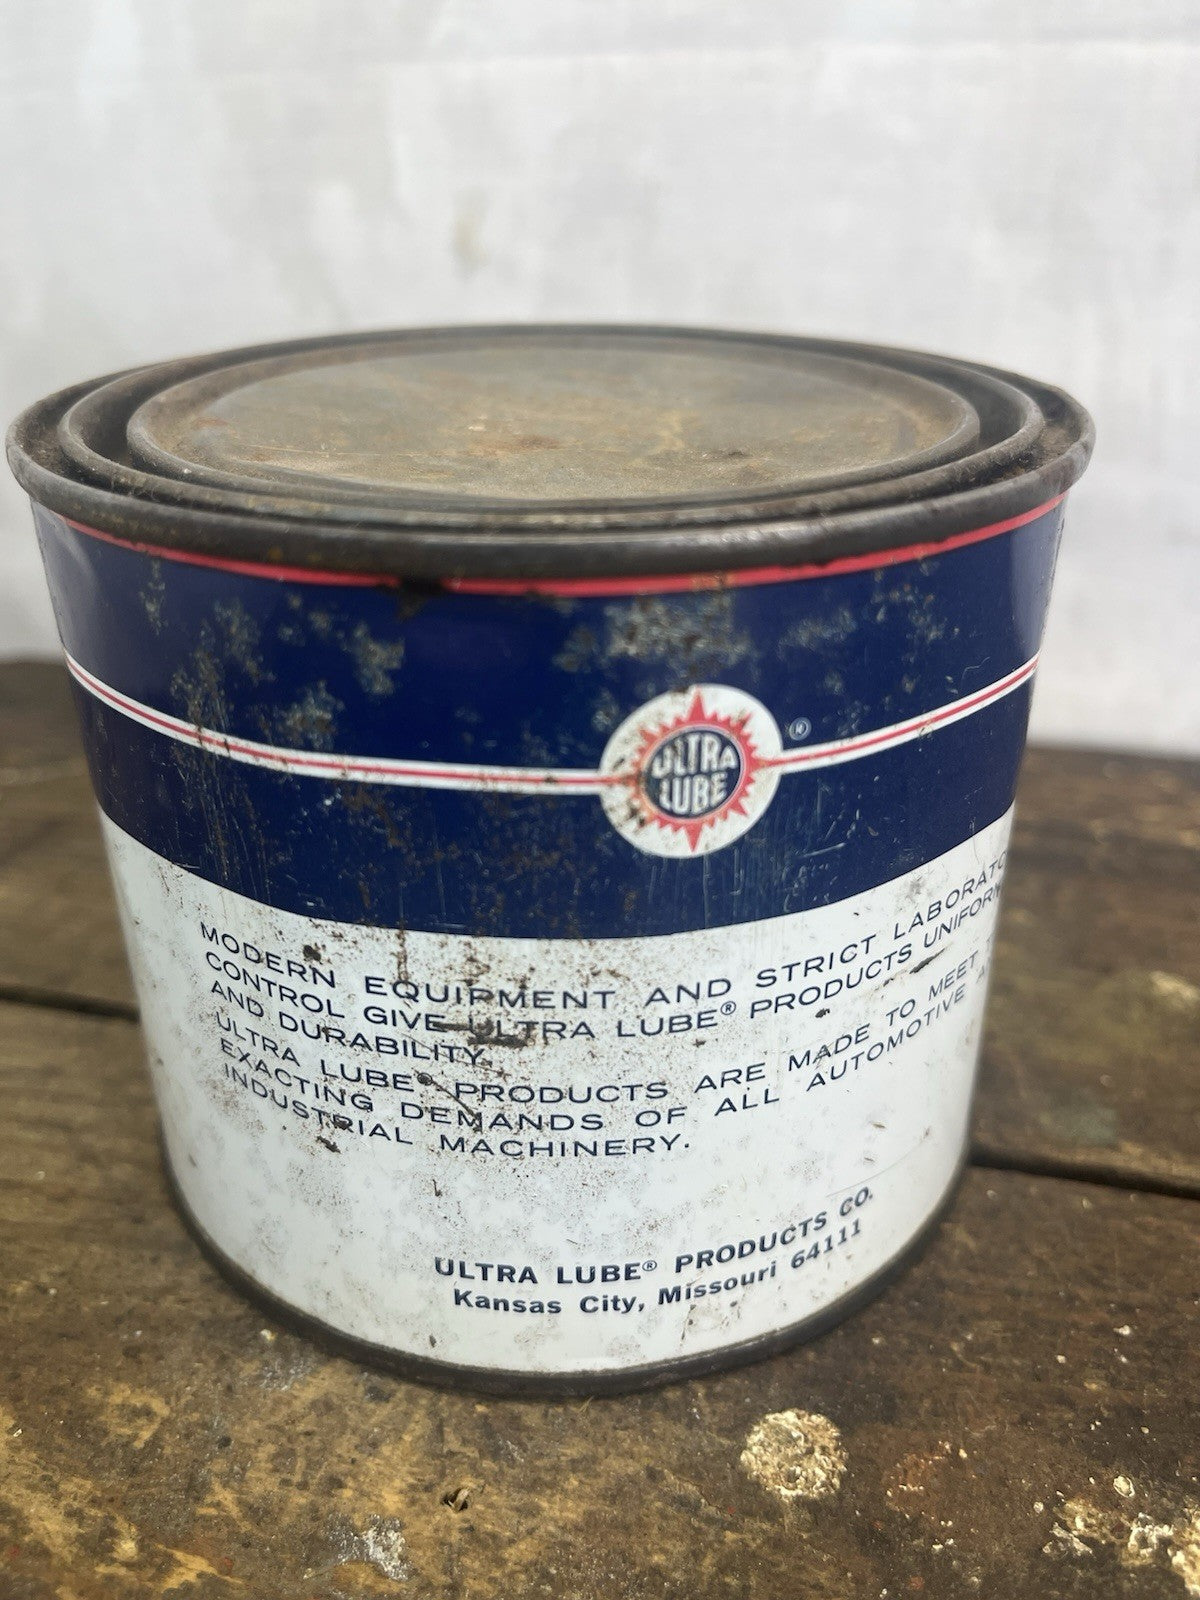 ULTRA
LUBE
®
MODERN EQUIPMENT AND STRICT
CONTROL GIVE ULTRA LUBE® PRODUCTS
AND DURABILITY.
ULTRA LUBE® PRODUCTS ARE MADE TO MEET
EXACTING DEMANDS OF ALL AUTOMOTIVE
INDUSTRIAL MACHINERY.
ULTRA LUBE® PRODUCTS CO.
Kansas City, Missouri 64111